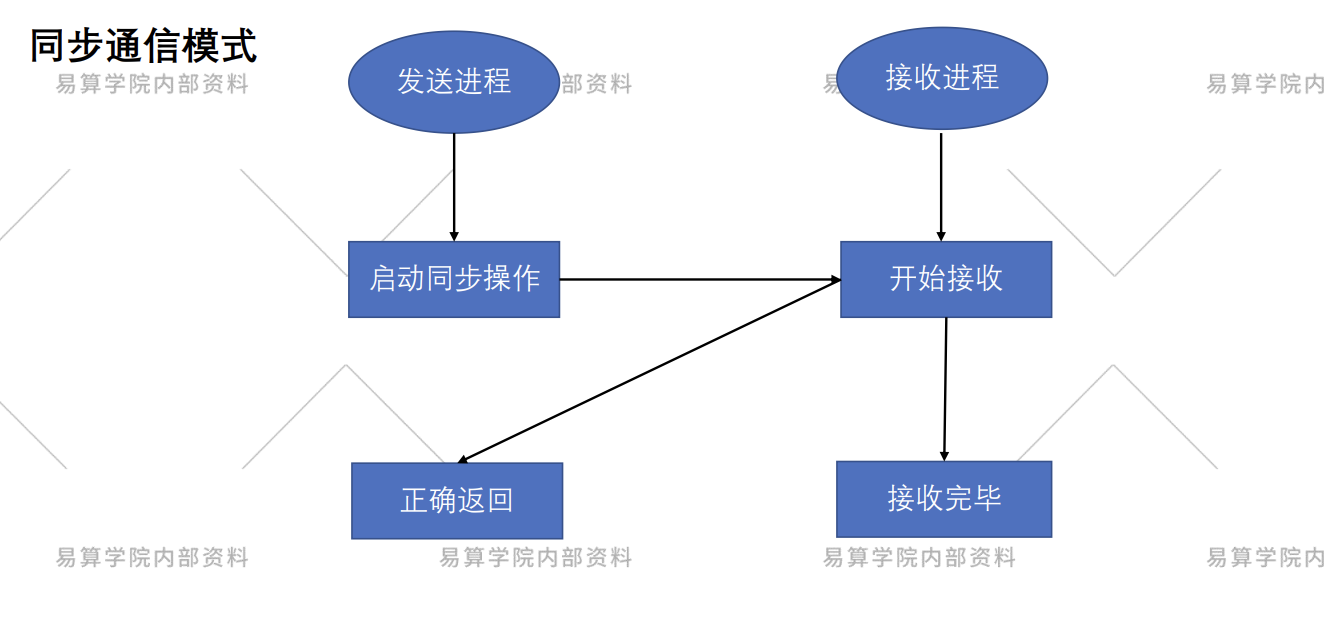 同步通信模式
发送进程
接收进程
易算学院内部资料
部资料
易算学院内
启动同步操作
开始接收
正确返回
接收完毕
易算学院内部资料
易算学院内部资料
易算学院内部资料
易算学院内